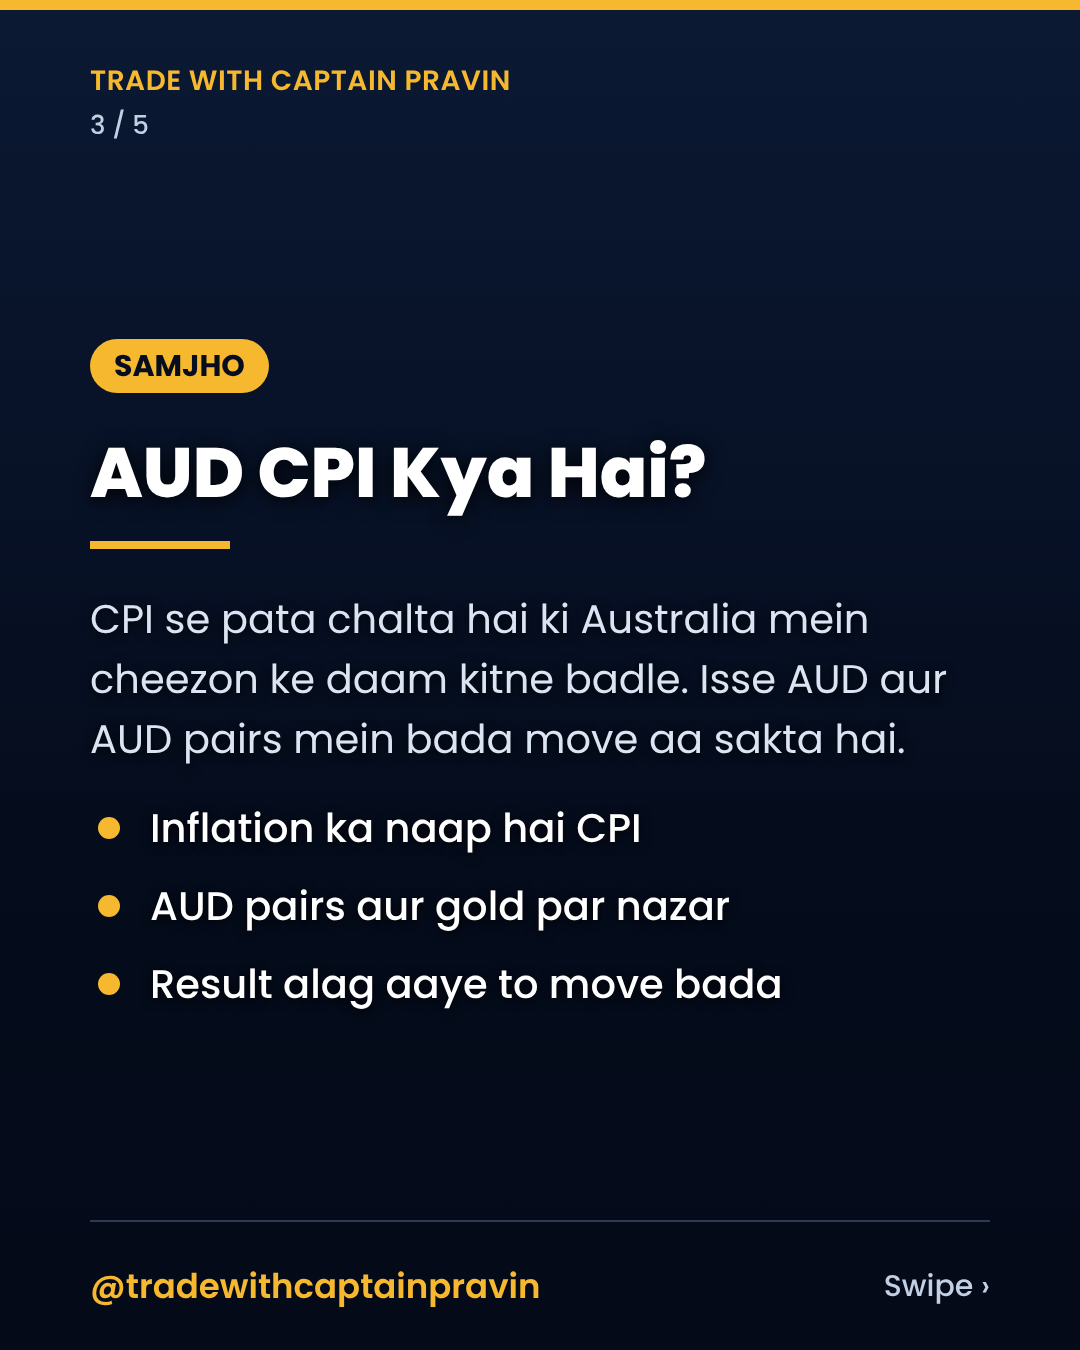 TRADE WITH CAPTAIN PRAVIN
3 / 5
SAMJHO
AUD CPI Kya Hai?
CPI se pata chalta hai ki Australia mein
cheezon ke daam kitne badle. Isse AUD aur
AUD pairs mein bada move aa sakta hai.
Inflation ka naap hai CPI
AUD pairs aur gold par nazar
Result alag aaye to move bada
@tradewithcaptainpravin
Swipe ›